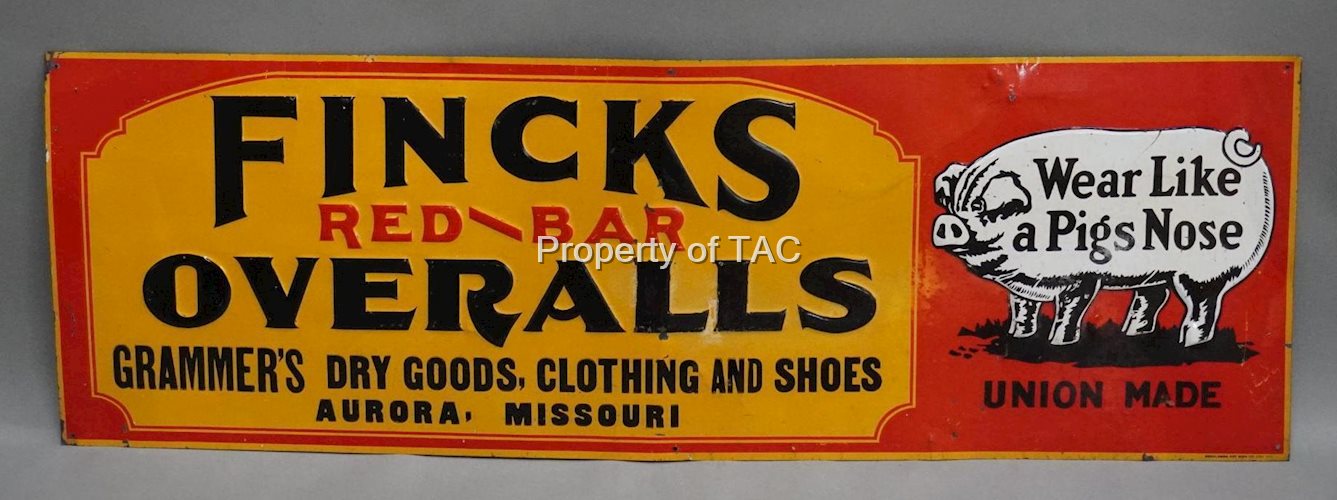 FINCKS
RED-BAR
OVERALLS
GRAMMER'S DRY GOODS, CLOTHING AND SHOES
AURORA, MISSOURI
Wear Like
a Pigs Nose
UNION MADE
Property of TAC